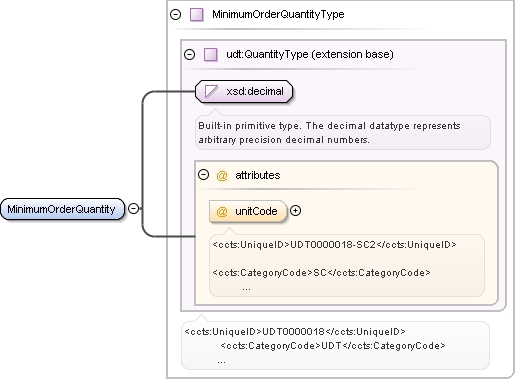 MinimumOrderQuantityType
udt:QuantityType (extension base)
xsd:decimal
Built-in primitive type. The decimal datatype represents
arbitrary precision decimal numbers.
@ attributes
MinimumOrderQuantity
@ unitCode
<ccts:UniqueID>UDT0000018-SC2</ccts:UniqueID>
<ccts:CategoryCode>SC</ccts:CategoryCode>
...
<ccts:UniqueID>UDT0000018</ccts:UniqueID>
<ccts:CategoryCode>UDT</ccts:CategoryCode>
...